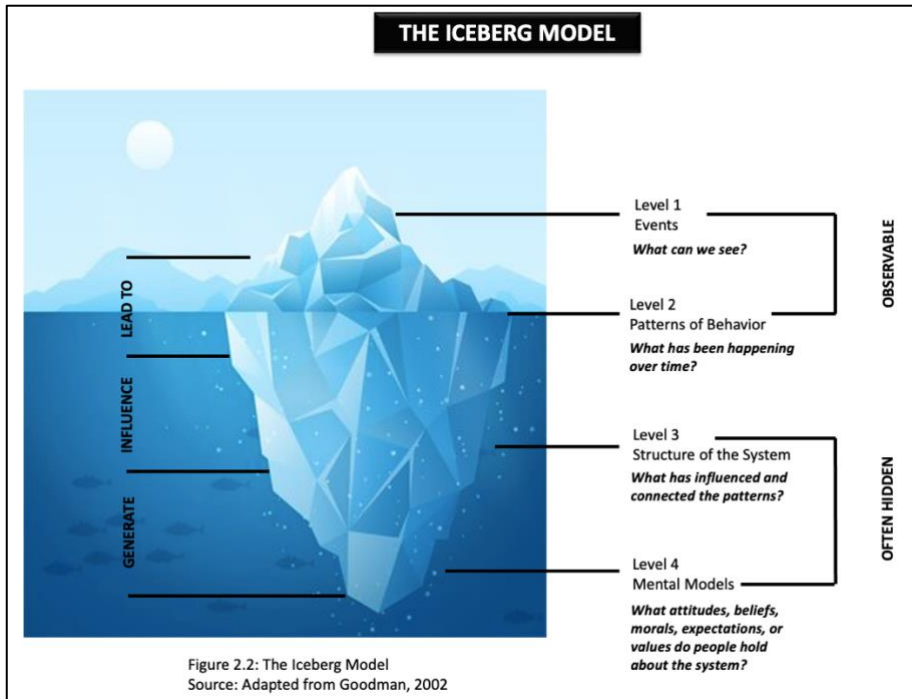 THE ICEBERG MODEL
LEAD TO
INFLUENCE
GENERATE
Level 1
Events
What can we see?
Level 2
Patterns of Behavior
What has been happening
over time?
OBSERVABLE
Level 3
Structure of the System
What has influenced and
connected the patterns?
Level 4
Mental Models
What attitudes, beliefs,
morals, expectations, or
values do people hold
about the system?
OFTEN HIDDEN
Figure 2.2: The Iceberg Model
Source: Adapted from Goodman, 2002